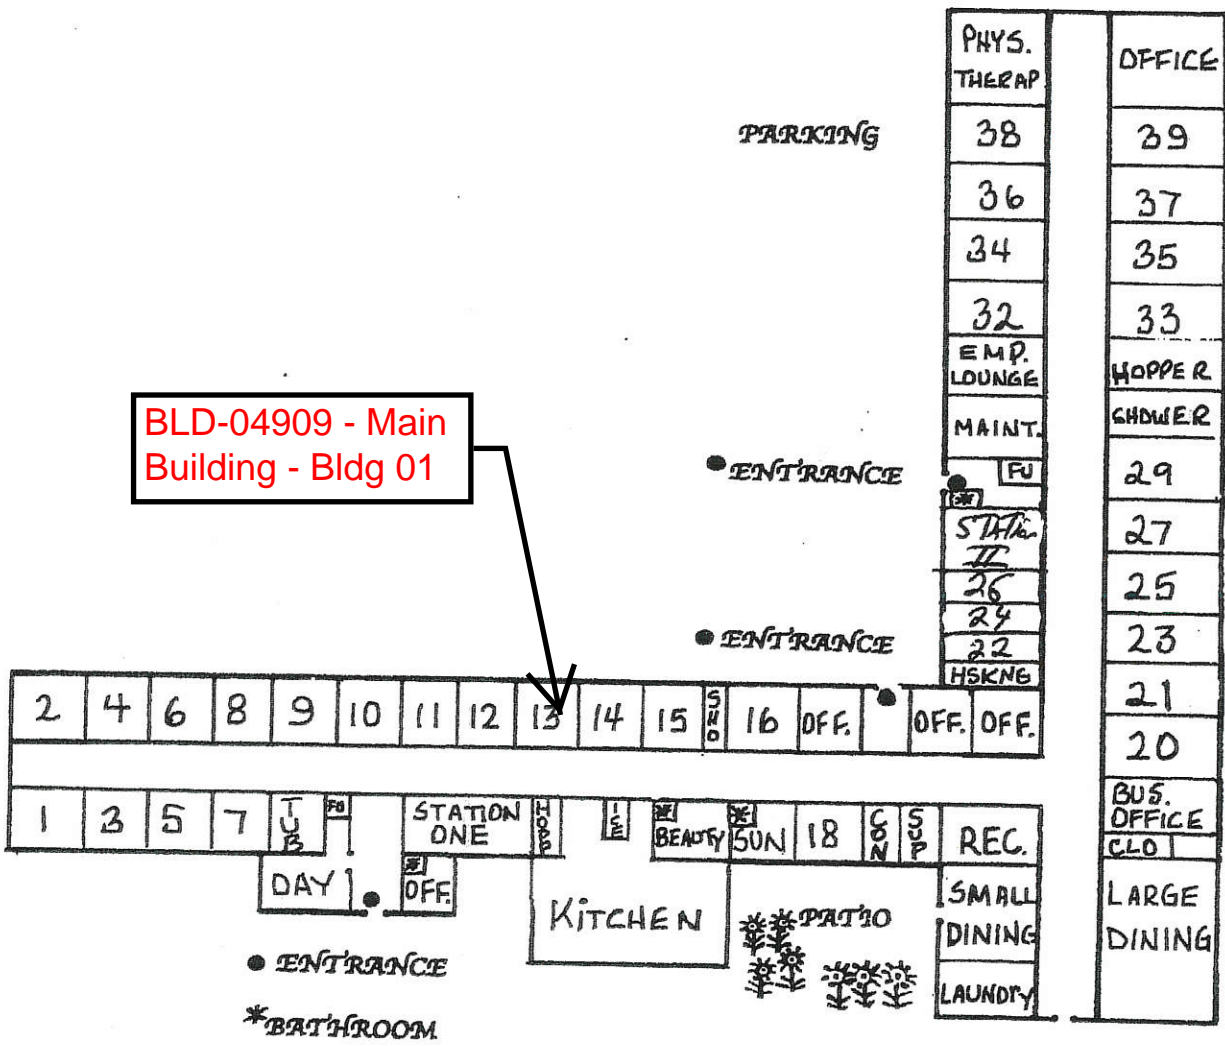 PHYS.
THERAP
OFFICE
PARKING
38
39
36
37
34
35
32
33
EMP.
LOUNGE
HOPPER
MAINT.
SHOWER
BLD-04909 - Main
Building - Bldg 01
ENTRANCE
FU
29
*
STATION
II
27
26
25
24
ENTRANCE
22
23
HSKNG
21
2
4
6
8
9
10
11
12
13
14
15
16
OFF.
OFF.
OFF.
20
1
3
5
7
TUB
STATION
ONE
HOPP
ICE
*
BEAUTY
*
SUN
18
CON
SUP
REC.
BUS.
OFFICE
CLO
DAY
*
OFF.
KITCHEN
PATIO
SMALL
DINING
LARGE
DINING
LAUNDTY
ENTRANCE
*BATHROOM